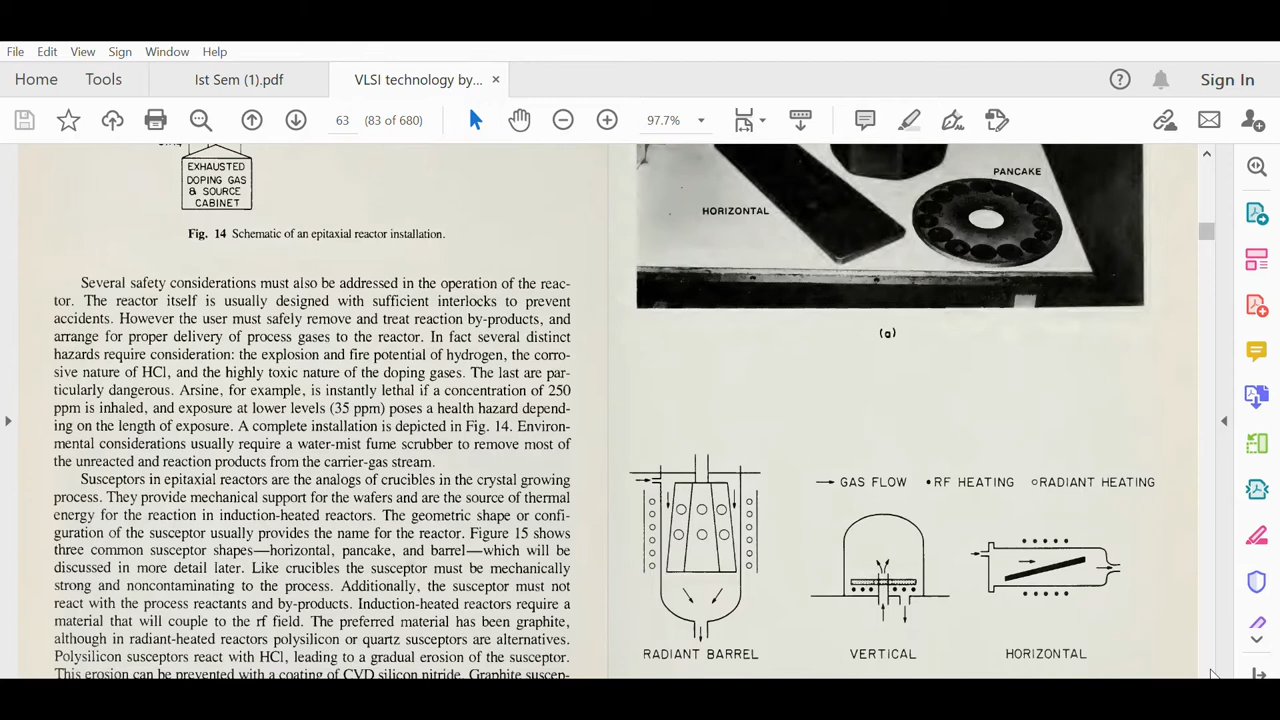 File Edit View Sign Window Help
Home Tools Ist Sem (1).pdf VLSI technology by... × Sign In
63 (83 of 680) 97.7%
EXHAUSTED
DOPING GAS
& SOURCE
CABINET
Fig. 14 Schematic of an epitaxial reactor installation.
Several safety considerations must also be addressed in the operation of the reac-
tor. The reactor itself is usually designed with sufficient interlocks to prevent
accidents. However the user must safely remove and treat reaction by-products, and
arrange for proper delivery of process gases to the reactor. In fact several distinct
hazards require consideration: the explosion and fire potential of hydrogen, the corro-
sive nature of HCl, and the highly toxic nature of the doping gases. The last are par-
ticularly dangerous. Arsine, for example, is instantly lethal if a concentration of 250
ppm is inhaled, and exposure at lower levels (35 ppm) poses a health hazard depend-
ing on the length of exposure. A complete installation is depicted in Fig. 14. Environ-
mental considerations usually require a water-mist fume scrubber to remove most of
the unreacted and reaction products from the carrier-gas stream.
Susceptors in epitaxial reactors are the analogs of crucibles in the crystal growing
process. They provide mechanical support for the wafers and are the source of thermal
energy for the reaction in induction-heated reactors. The geometric shape or confi-
guration of the susceptor usually provides the name for the reactor. Figure 15 shows
three common susceptor shapes—horizontal, pancake, and barrel—which will be
discussed in more detail later. Like crucibles the susceptor must be mechanically
strong and noncontaminating to the process. Additionally, the susceptor must not
react with the process reactants and by-products. Induction-heated reactors require a
material that will couple to the rf field. The preferred material has been graphite,
although in radiant-heated reactors polysilicon or quartz susceptors are alternatives.
Polysilicon susceptors react with HCl, leading to a gradual erosion of the susceptor.
This erosion can be prevented with a coating of CVD silicon nitride. Graphite suscep-
PANCAKE
HORIZONTAL
(a)
GAS FLOW RF HEATING RADIANT HEATING
RADIANT BARREL VERTICAL HORIZONTAL